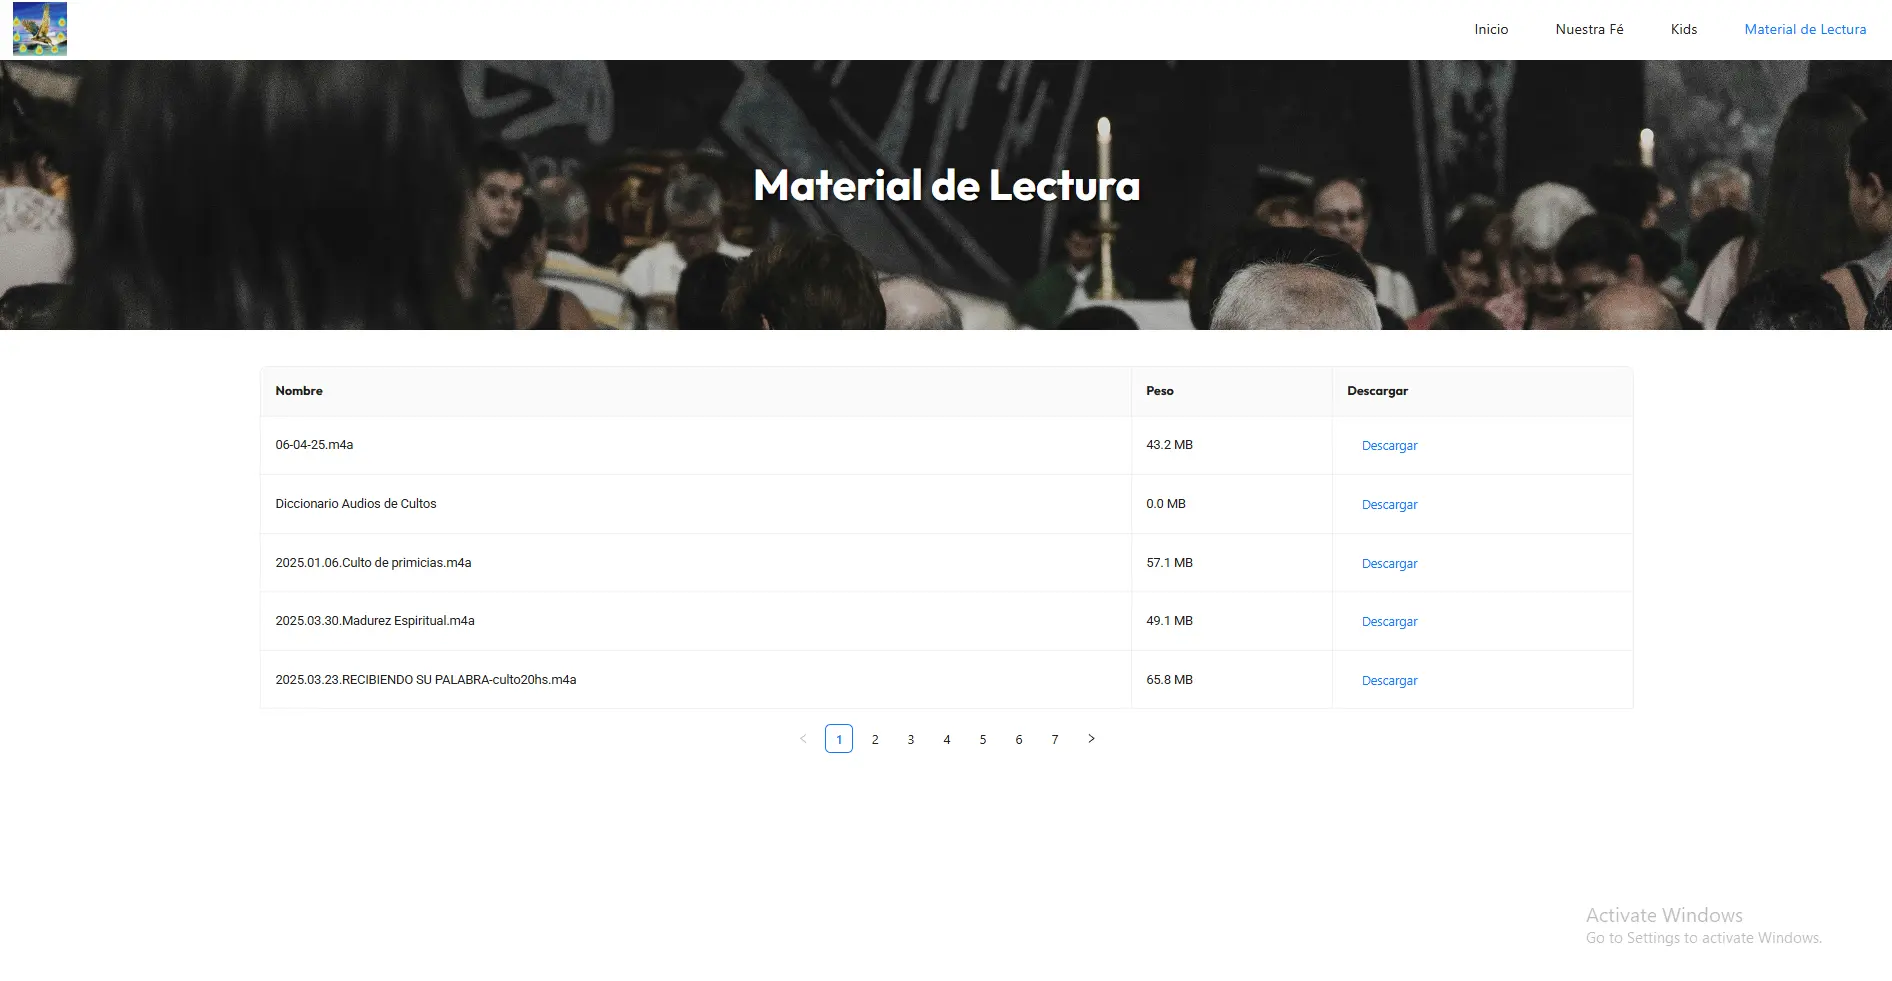 Inicio
Nuestra Fé
Kids
Material de Lectura
Material de Lectura
Nombre
Peso
Descargar
06-04-25.m4a
43.2 MB
Descargar
Diccionario Audios de Cultos
0.0 MB
Descargar
2025.01.06.Culto de primicias.m4a
57.1 MB
Descargar
2025.03.30.Madurez Espiritual.m4a
49.1 MB
Descargar
2025.03.23.RECIBIENDO SU PALABRA-culto20hs.m4a
65.8 MB
Descargar
< 1 2 3 4 5 6 7 >
Activate Windows
Go to Settings to activate Windows.